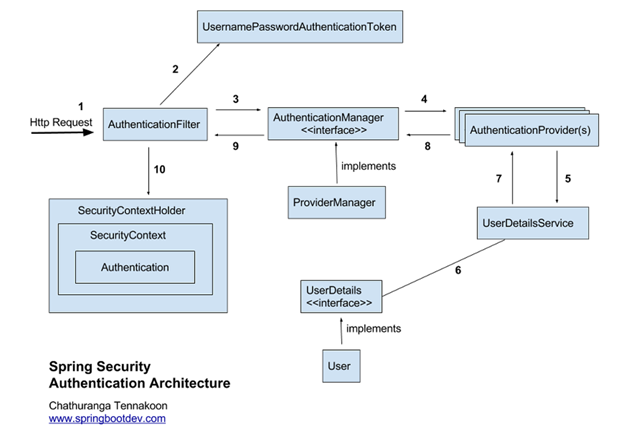 UsernamePasswordAuthenticationToken
2
1
3
4
Http Request
AuthenticationFilter
AuthenticationManager
<<interface>>
AuthenticationProvider(s)
9
8
10
implements
7
5
ProviderManager
SecurityContextHolder
SecurityContext
Authentication
UserDetailsService
6
UserDetails
<<interface>>
implements
User
Spring Security
Authentication Architecture
Chathuranga Tennakoon
www.springbootdev.com